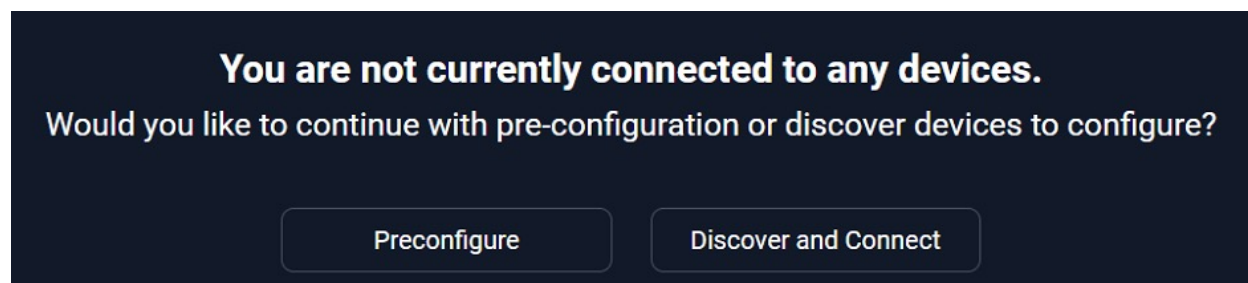 You are not currently connected to any devices.
Would you like to continue with pre-configuration or discover devices to configure?
Preconfigure
Discover and Connect